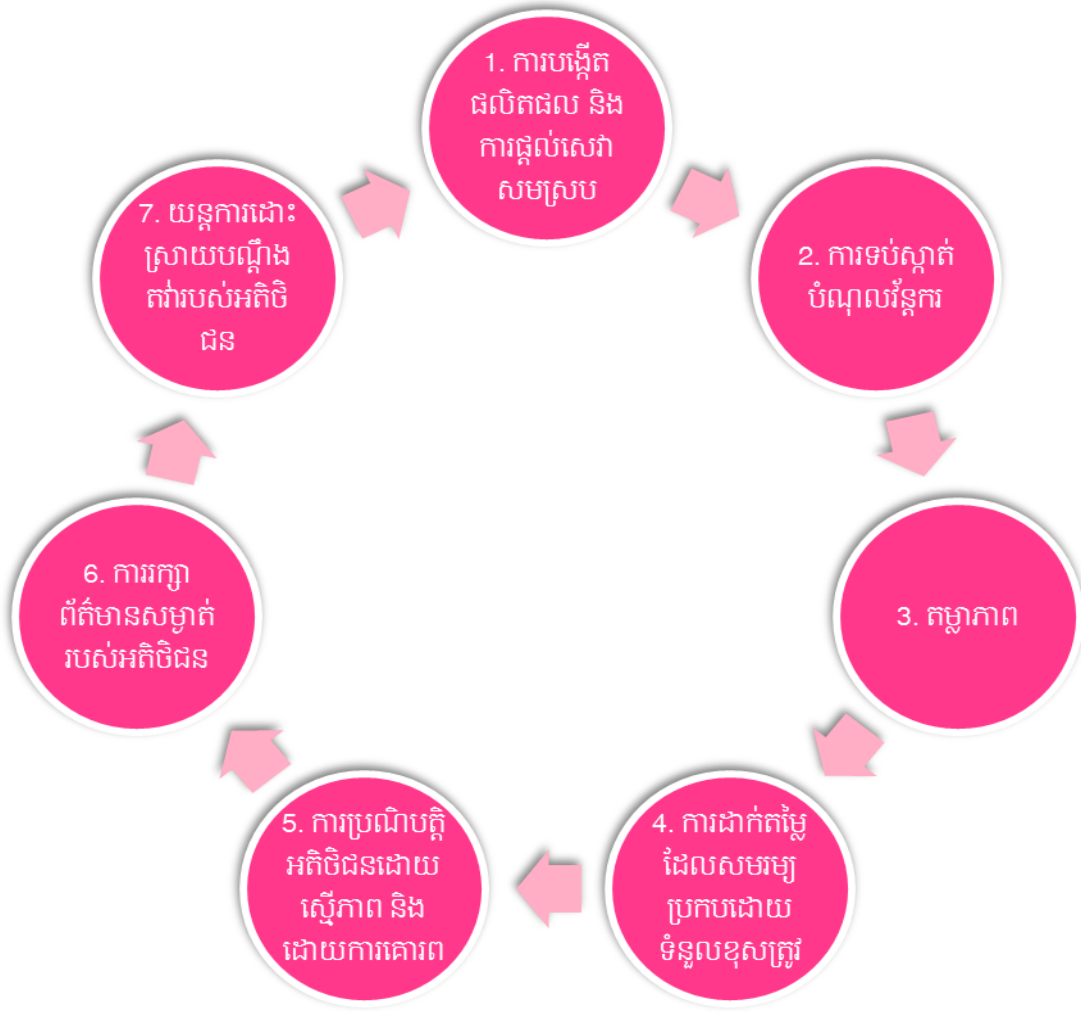 1. ការបង្កើត
ផលិតផល និង
ការផ្តល់សេវា
សមស្រប
2. ការទប់ស្កាត់
បំណុលវ័ន្តករ
3. តម្លាភាព
4. ការដាក់តម្លៃ
ដែលសមរម្យ
ប្រកបដោយ
ទំនួលខុសត្រូវ
5. ការប្រណិបត្តិ
អតិថិជនដោយ
ស្មើភាព និង
ដោយការគោរព
6. ការរក្សា
ព័ត៌មានសម្ងាត់
របស់អតិថិជន
7. យន្តការដោះ
ស្រាយបណ្តឹង
តវ៉ារបស់អតិថិ
ជន